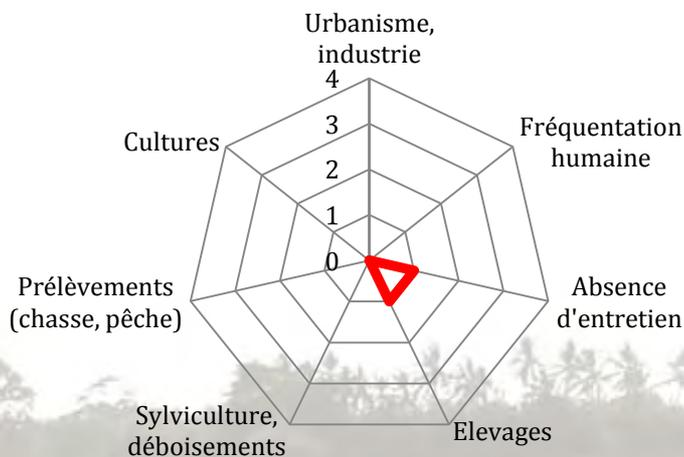 Urbanisme,
industrie
4
3
2
1
0
Fréquentation
humaine
Absence
d'entretien
Elevages
Sylviculture,
déboisements
Prélèvements
(chasse, pêche)
Cultures